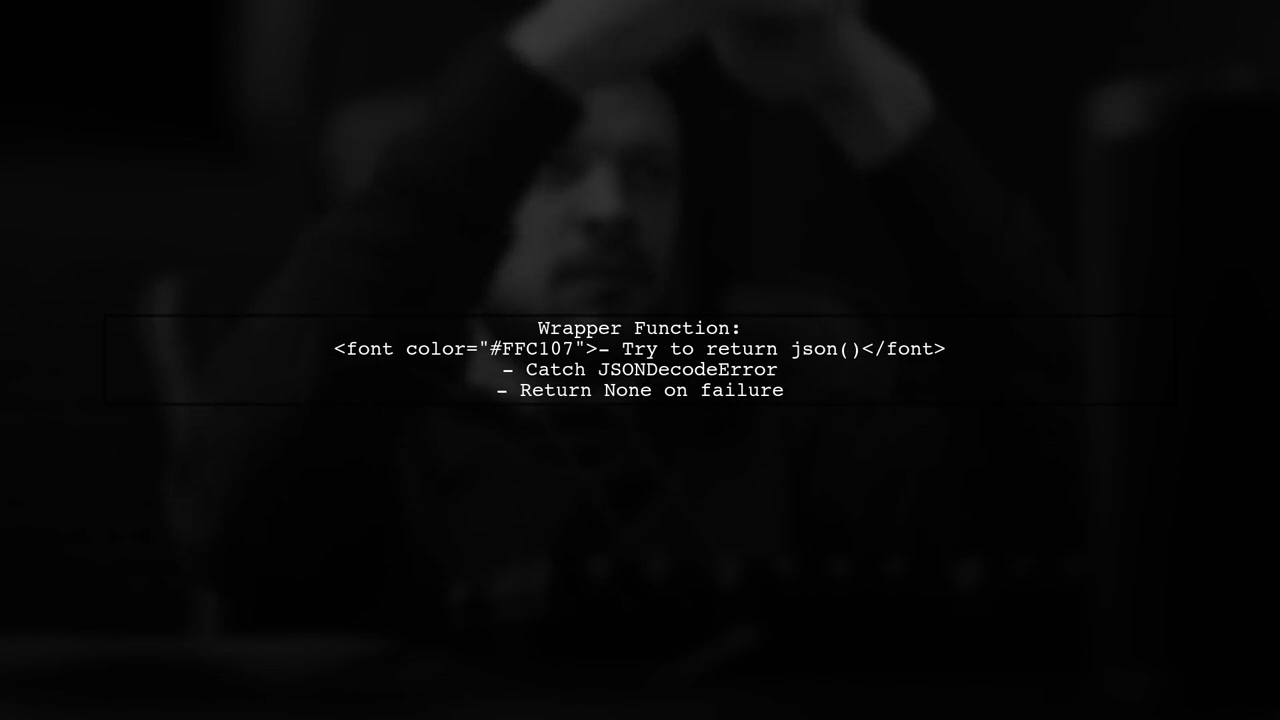 Wrapper Function:
<font color="#FFC107">- Try to return json()</font>
- Catch JSONDecodeError
- Return None on failure